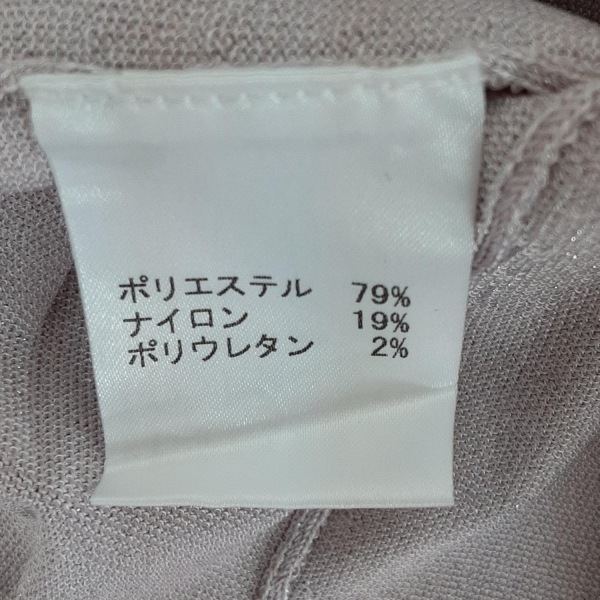 ポリエステル 79%
ナイロン 19%
ポリウレタン 2%